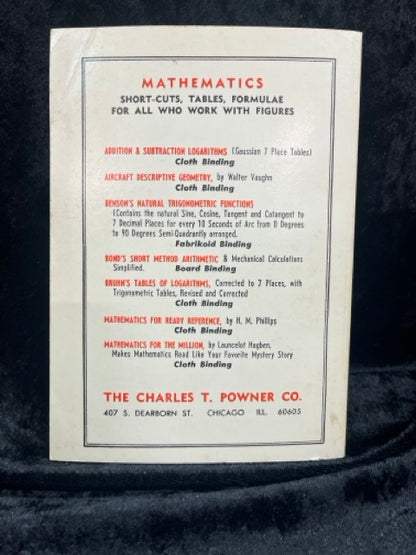 MATHEMATICS
SHORT-CUTS, TABLES, FORMULAE
FOR ALL WHO WORK WITH FIGURES
ADDITION & SUBTRACTION LOGARITHMS (Gaussian 7 Place Tables)
Cloth Binding
AIRCRAFT DESCRIPTIVE GEOMETRY, by Walter Vaughn
Cloth Binding
BENSON'S NATURAL TRIGONOMETRIC FUNCTIONS
(Contains the natural Sine, Cosine, Tangent and Cotangent to
7 Decimal Places for every 10 Seconds of Arc from 0 Degrees
to 90 Degrees Semi-Quadrantly arranged.
Fabrikoid Binding
BOND'S SHORT METHOD ARITHMETIC & Mechanical Calculations
Simplified. Board Binding
BRUHN'S TABLES OF LOGARITHMS, Corrected to 7 Places, with
Trigonometric Tables, Revised and Corrected
Cloth Binding
MATHEMATICS FOR READY REFERENCE, by H. M. Phillips
Cloth Binding
MATHEMATICS FOR THE MILLION, by Launcelot Hogben,
Makes Mathematics Read Like Your Favorite Mystery Story
Cloth Binding
THE CHARLES T. POWNER CO.
407 S. DEARBORN ST. CHICAGO ILL. 60605